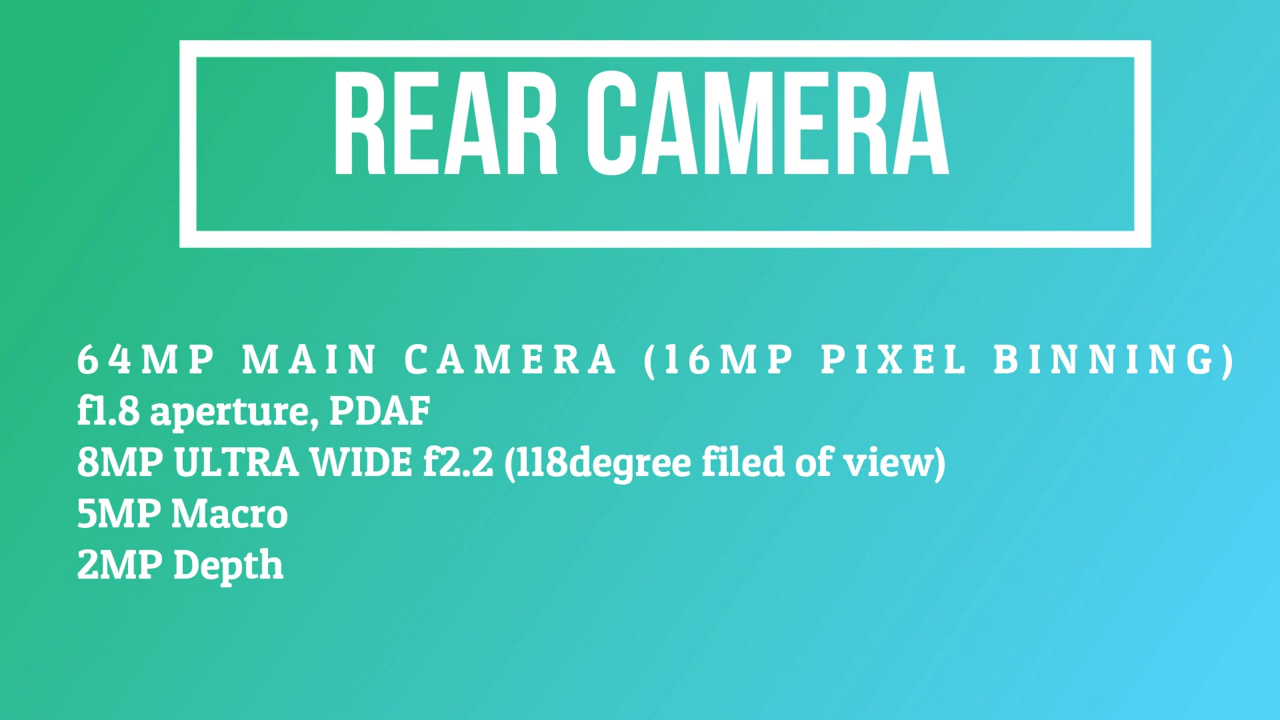 REAR CAMERA
64MP MAIN CAMERA (16MP PIXEL BINNING)
f1.8 aperture, PDAF
8MP ULTRA WIDE f2.2 (118degree filed of view)
5MP Macro
2MP Depth